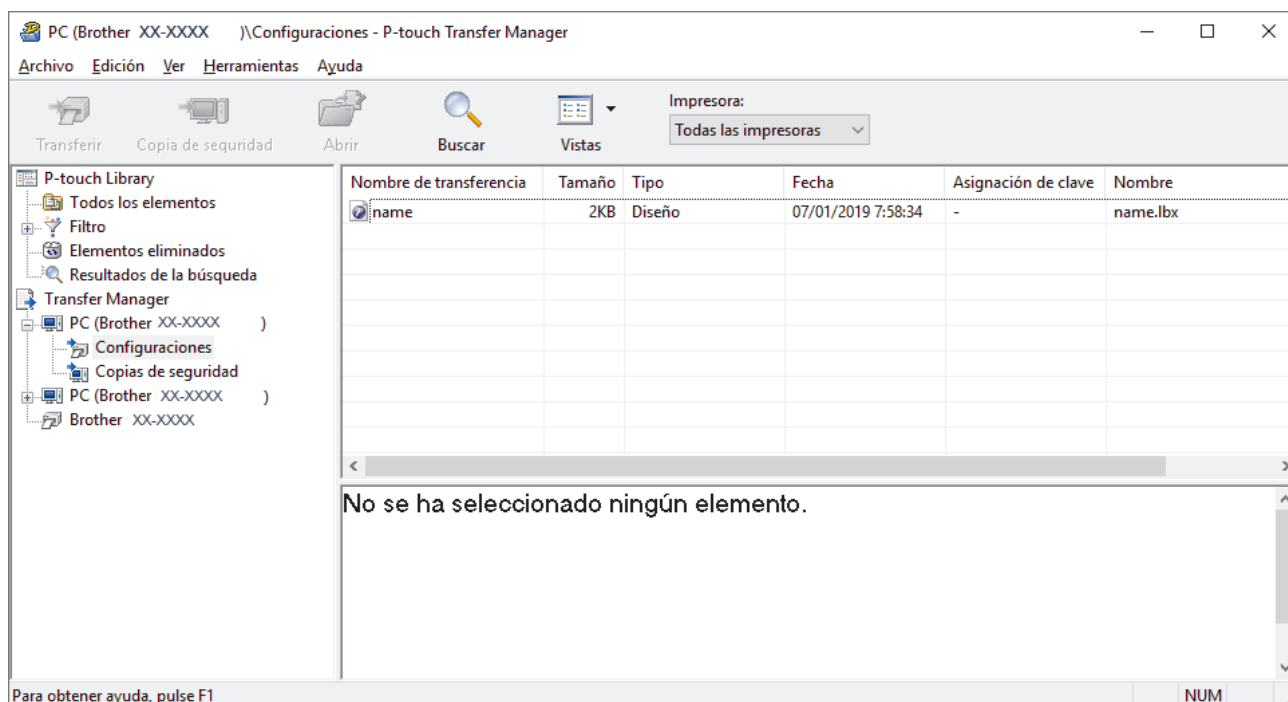 PC (Brother XX-XXXX )\Configuraciones - P-touch Transfer Manager
Archivo Edición Ver Herramientas Ayuda
Transferir Copia de seguridad Abrir Buscar Vistas
Impresora:
Todas las impresoras
P-touch Library
Todos los elementos
Filtro
Elementos eliminados
Resultados de la búsqueda
Transfer Manager
PC (Brother XX-XXXX )
Configuraciones
Copias de seguridad
PC (Brother XX-XXXX )
Brother XX-XXXX
Nombre de transferencia Tamaño Tipo Fecha Asignación de clave Nombre
name 2KB Diseño 07/01/2019 7:58:34 - name.lbx
No se ha seleccionado ningún elemento.
Para obtener ayuda, pulse F1 NUM